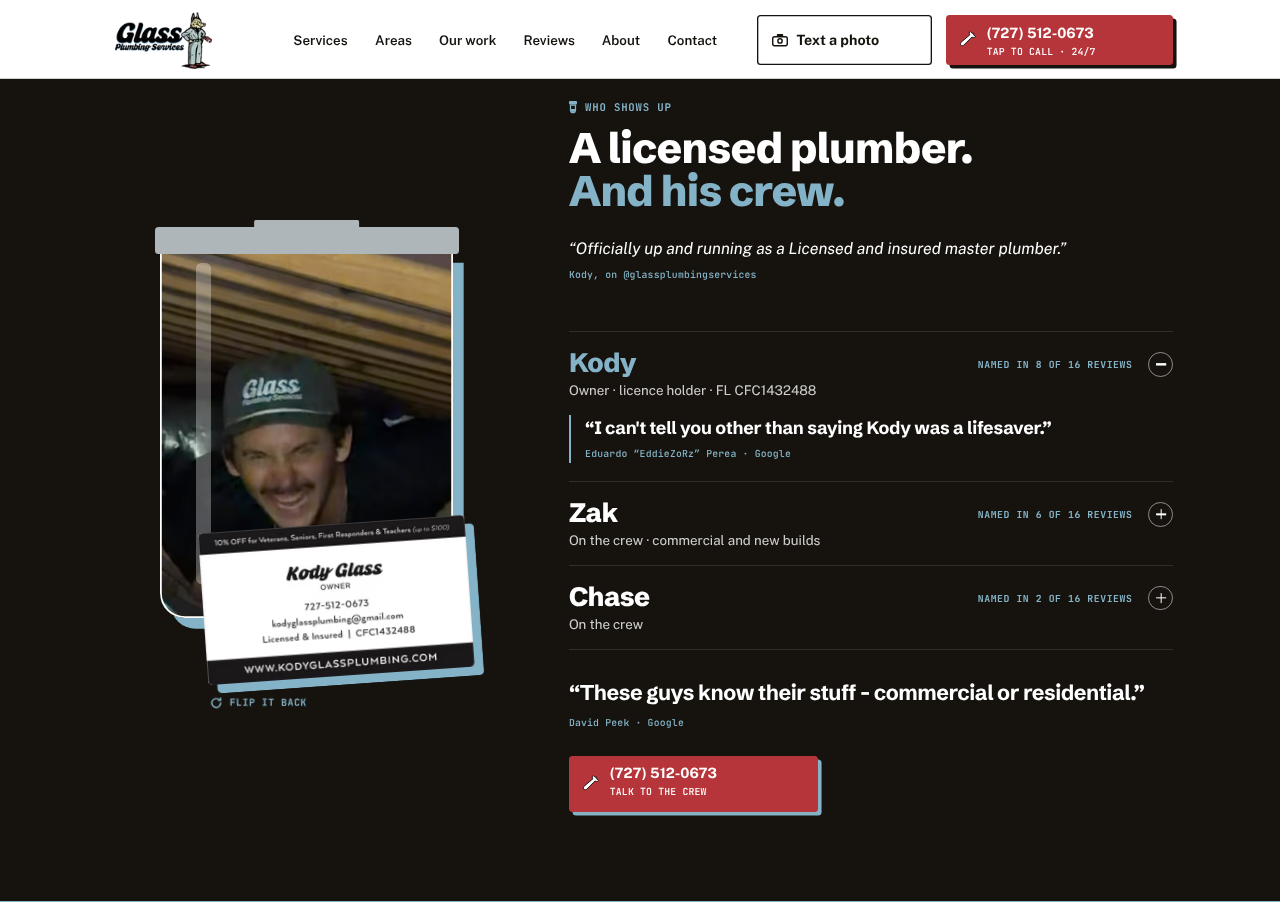 Glass
Plumbing Services
Services
Areas
Our work
Reviews
About
Contact
Text a photo
(727) 512-0673
TAP TO CALL · 24/7
WHO SHOWS UP
A licensed plumber.
And his crew.
“Officially up and running as a Licensed and insured master plumber.”
Kody, on @glassplumbingservices
Glass
Plumbing Services
10% OFF for Veterans, Seniors, First Responders & Teachers (up to $100)
Kody Glass
OWNER
727-512-0673
kodyglassplumbing@gmail.com
Licensed & Insured | CFC1432488
WWW.KODYGLASSPLUMBING.COM
FLIP IT BACK
Kody
NAMED IN 8 OF 16 REVIEWS
Owner · licence holder · FL CFC1432488
“I can't tell you other than saying Kody was a lifesaver.”
Eduardo “EddieZoRz” Perea · Google
Zak
NAMED IN 6 OF 16 REVIEWS
On the crew · commercial and new builds
Chase
NAMED IN 2 OF 16 REVIEWS
On the crew
“These guys know their stuff - commercial or residential.”
David Peek · Google
(727) 512-0673
TALK TO THE CREW